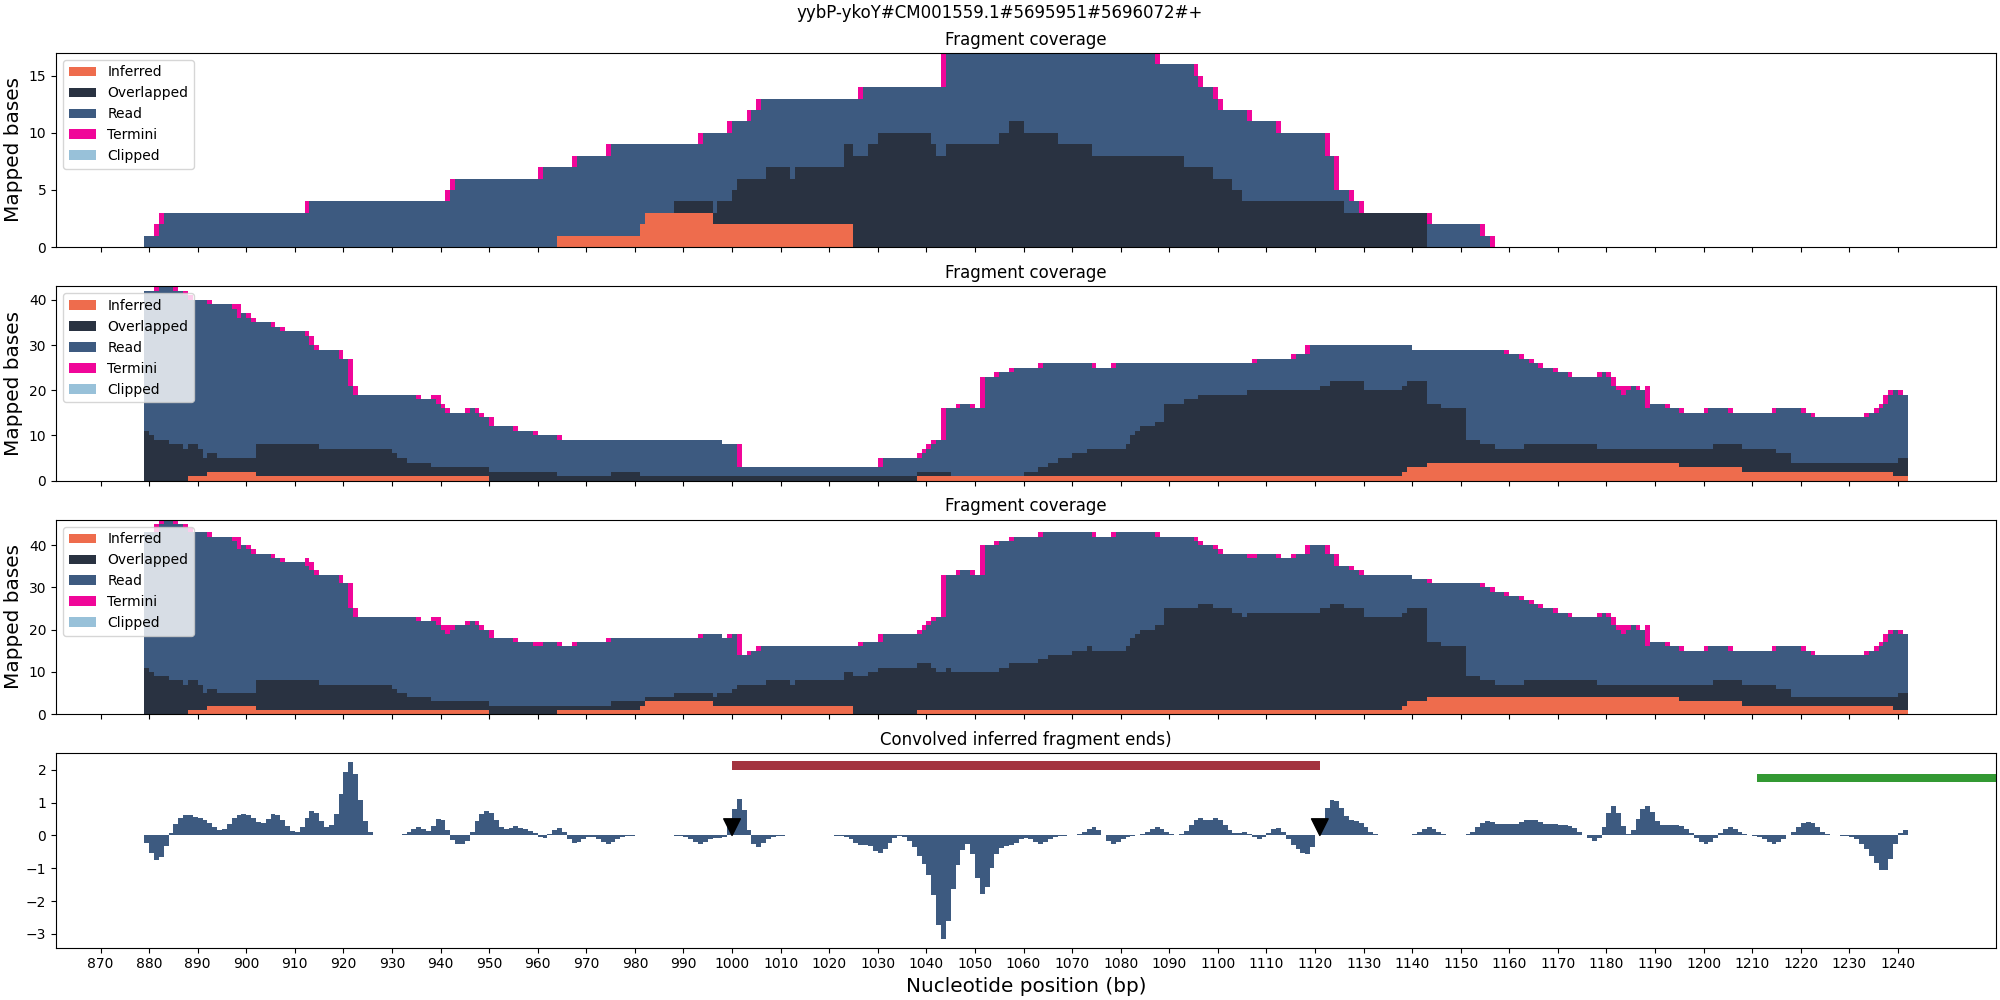 yybP-ykoY#CM001559.1#5695951#5696072#+
Fragment coverage
Mapped bases
15
10
5
0
Inferred
Overlapped
Read
Termini
Clipped
Fragment coverage
Mapped bases
40
30
20
10
0
Inferred
Overlapped
Read
Termini
Clipped
Fragment coverage
Mapped bases
40
30
20
10
0
Inferred
Overlapped
Read
Termini
Clipped
Convolved inferred fragment ends)
2
1
0
−1
−2
−3
870 880 890 900 910 920 930 940 950 960 970 980 990 1000 1010 1020 1030 1040 1050 1060 1070 1080 1090 1100 1110 1120 1130 1140 1150 1160 1170 1180 1190 1200 1210 1220 1230 1240
Nucleotide position (bp)